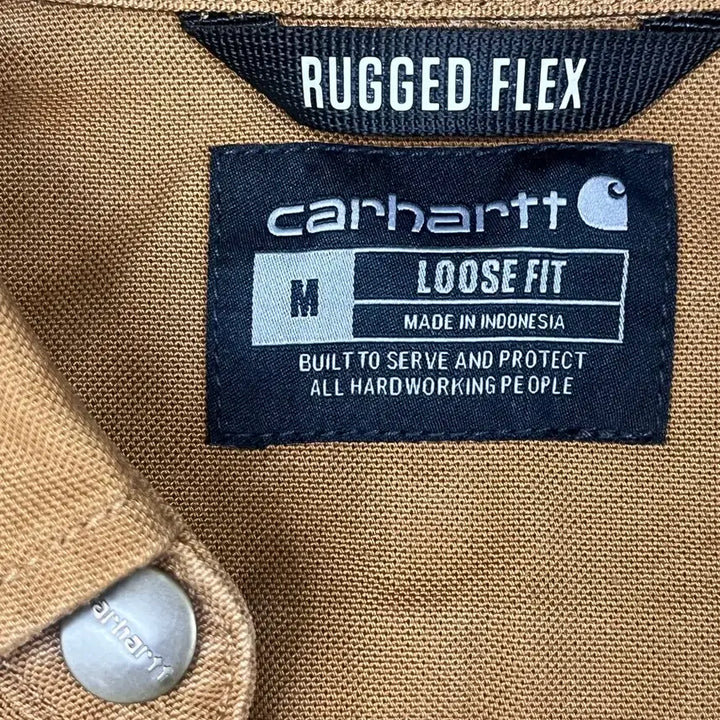 RUGGED FLEX
carhartt
M
LOOSE FIT
MADE IN INDONESIA
BUILT TO SERVE AND PROTECT
ALL HARDWORKING PEOPLE
carhartt